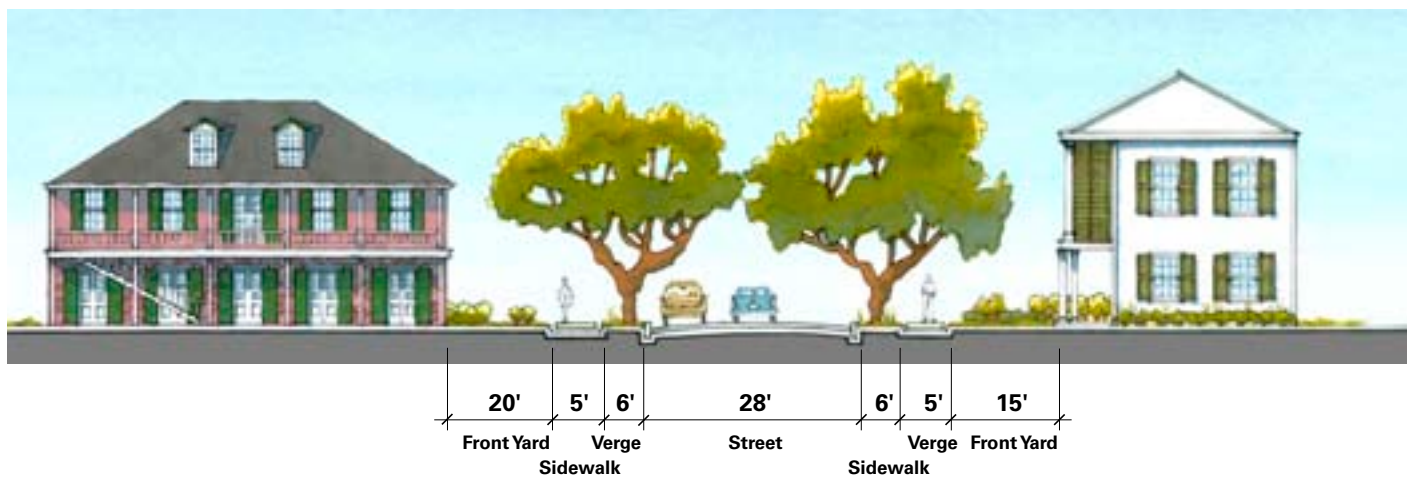 20' 5' 6' 28' 6' 5' 15'
Front Yard Verge Street Verge Front Yard
Sidewalk Sidewalk